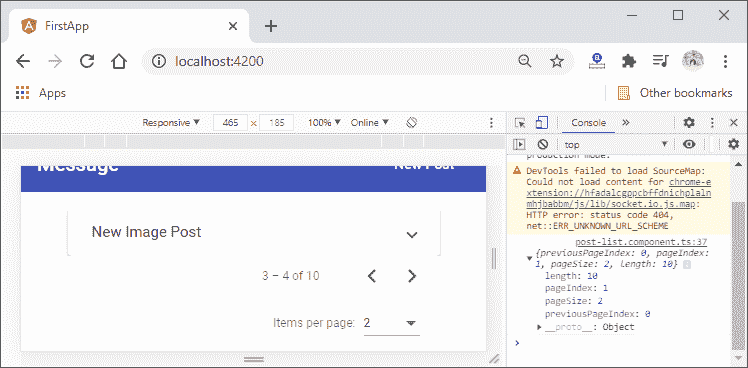 FirstApp
localhost:4200
Apps
Other bookmarks
Responsive 465 × 185 100% Online
Console
top
Message New Post
New Image Post
3 – 4 of 10
Items per page: 2
production mode.
DevTools failed to load SourceMap:
Could not load content for chrome-e
xtension://hfadalcgppcbffdnichplaln
mhjbabbm/js/lib/socket.io.js.map:
HTTP error: status code 404,
net::ERR_UNKNOWN_URL_SCHEME
post-list.component.ts:37
{previousPageIndex: 0, pageIndex:
1, pageSize: 2, length: 10}
length: 10
pageIndex: 1
pageSize: 2
previousPageIndex: 0
__proto__: Object